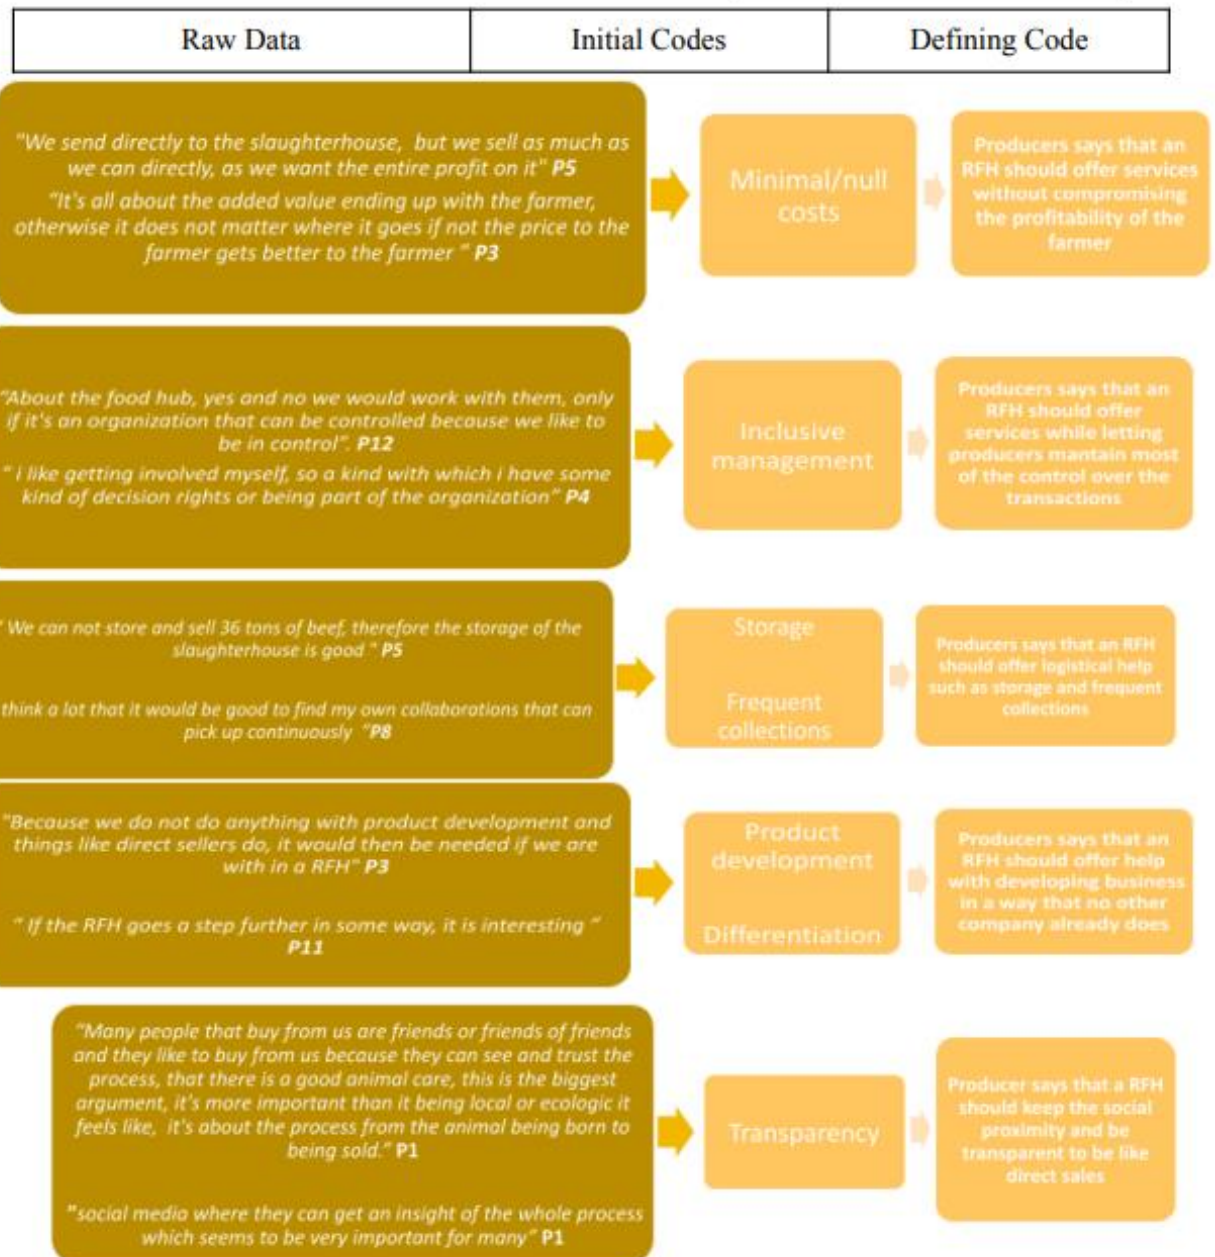 Raw Data
Initial Codes
Defining Code
"We send directly to the slaughterhouse, but we sell as much as
we can directly, as we want the entire profit on it" P5
"It's all about the added value ending up with the farmer,
otherwise it does not matter where it goes if not the price to the
farmer gets better to the farmer " P3
Minimal/null
costs
Producers says that an
RFH should offer services
without compromising
the profitability of the
farmer
"About the food hub, yes and no we would work with them, only
if it's an organization that can be controlled because we like to
be in control". P12
" i like getting involved myself, so a kind with which i have some
kind of decision rights or being part of the organization" P4
Inclusive
management
Producers says that an
RFH should offer
services while letting
producers mantain most
of the control over the
transactions
" We can not store and sell 36 tons of beef, therefore the storage of the
slaughterhouse is good " P5
think a lot that it would be good to find my own collaborations that can
pick up continuously "P8
Storage
Frequent
collections
Producers says that an RFH
should offer logistical help
such as storage and frequent
collections
"Because we do not do anything with product development and
things like direct sellers do, it would then be needed if we are
with in a RFH" P3
" If the RFH goes a step further in some way, it is interesting "
P11
Product
development
Differentiation
Producers says that an
RFH should offer help
with developing business
in a way that no other
company already does
"Many people that buy from us are friends or friends of friends
and they like to buy from us because they can see and trust the
process, that there is a good animal care, this is the biggest
argument, it's more important than it being local or ecologic it
feels like, it's about the process from the animal being born to
being sold." P1
"social media where they can get an insight of the whole process
which seems to be very important for many" P1
Transparency
Producer says that a RFH
should keep the social
proximity and be
transparent to be like
direct sales